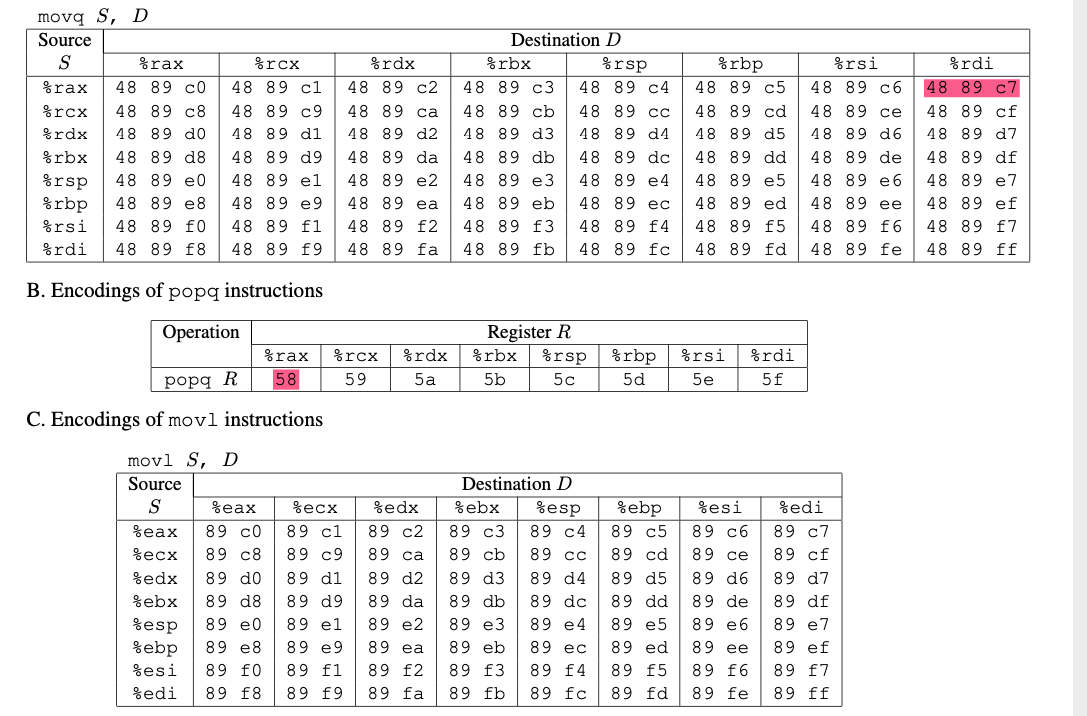 movq S, D
Source Destination D
S %rax %rcx %rdx %rbx %rsp %rbp %rsi %rdi
%rax 48 89 c0 48 89 c1 48 89 c2 48 89 c3 48 89 c4 48 89 c5 48 89 c6 48 89 c7
%rcx 48 89 c8 48 89 c9 48 89 ca 48 89 cb 48 89 cc 48 89 cd 48 89 ce 48 89 cf
%rdx 48 89 d0 48 89 d1 48 89 d2 48 89 d3 48 89 d4 48 89 d5 48 89 d6 48 89 d7
%rbx 48 89 d8 48 89 d9 48 89 da 48 89 db 48 89 dc 48 89 dd 48 89 de 48 89 df
%rsp 48 89 e0 48 89 e1 48 89 e2 48 89 e3 48 89 e4 48 89 e5 48 89 e6 48 89 e7
%rbp 48 89 e8 48 89 e9 48 89 ea 48 89 eb 48 89 ec 48 89 ed 48 89 ee 48 89 ef
%rsi 48 89 f0 48 89 f1 48 89 f2 48 89 f3 48 89 f4 48 89 f5 48 89 f6 48 89 f7
%rdi 48 89 f8 48 89 f9 48 89 fa 48 89 fb 48 89 fc 48 89 fd 48 89 fe 48 89 ff
B. Encodings of popq instructions
Operation Register R
%rax %rcx %rdx %rbx %rsp %rbp %rsi %rdi
popq R 58 59 5a 5b 5c 5d 5e 5f
C. Encodings of movl instructions
movl S, D
Source Destination D
S %eax %ecx %edx %ebx %esp %ebp %esi %edi
%eax 89 c0 89 c1 89 c2 89 c3 89 c4 89 c5 89 c6 89 c7
%ecx 89 c8 89 c9 89 ca 89 cb 89 cc 89 cd 89 ce 89 cf
%edx 89 d0 89 d1 89 d2 89 d3 89 d4 89 d5 89 d6 89 d7
%ebx 89 d8 89 d9 89 da 89 db 89 dc 89 dd 89 de 89 df
%esp 89 e0 89 e1 89 e2 89 e3 89 e4 89 e5 89 e6 89 e7
%ebp 89 e8 89 e9 89 ea 89 eb 89 ec 89 ed 89 ee 89 ef
%esi 89 f0 89 f1 89 f2 89 f3 89 f4 89 f5 89 f6 89 f7
%edi 89 f8 89 f9 89 fa 89 fb 89 fc 89 fd 89 fe 89 ff